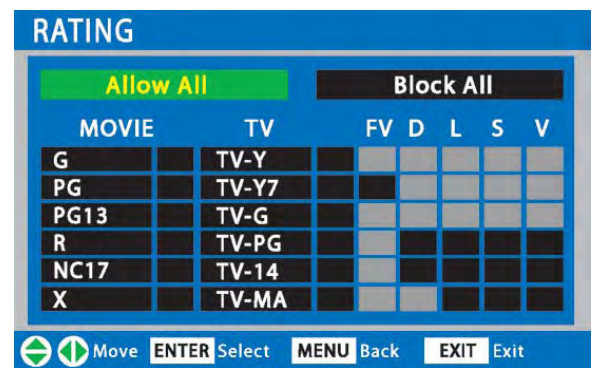 RATING
Allow All Block All
MOVIE TV FV D L S V
G TV-Y
PG TV-Y7
PG13 TV-G
R TV-PG
NC17 TV-14
X TV-MA
Move ENTER Select MENU Back EXIT Exit